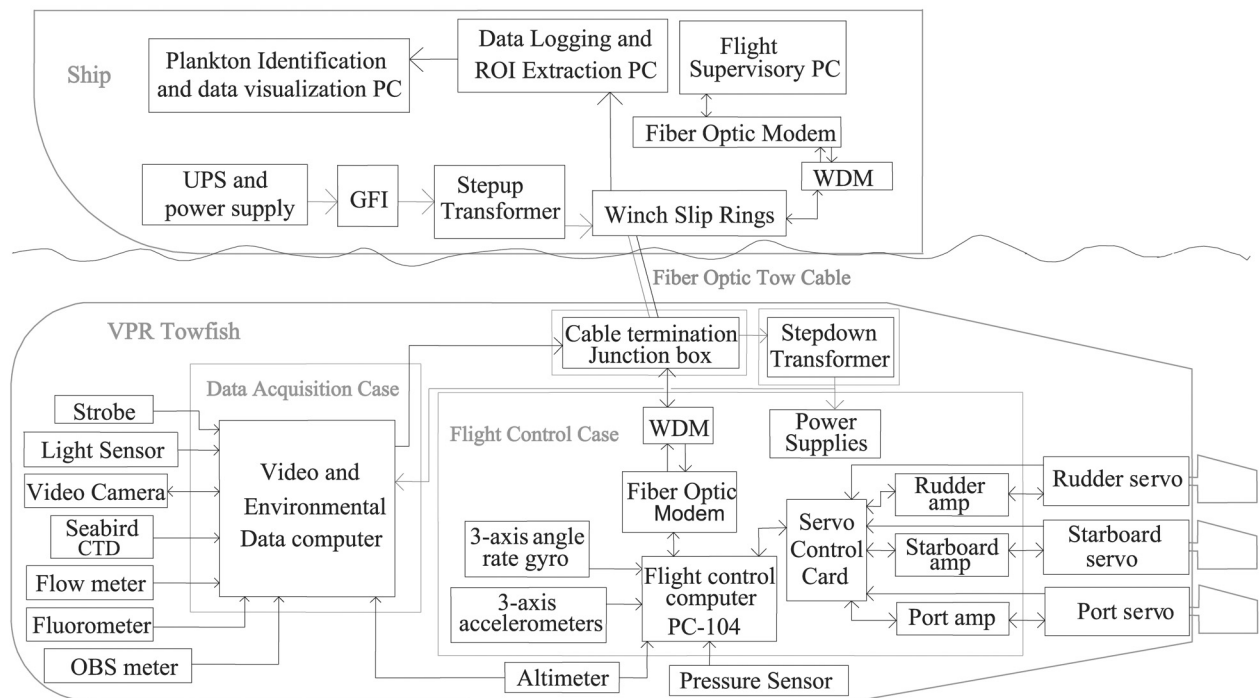 Ship
Plankton Identification
and data visualization PC
Data Logging and
ROI Extraction PC
Flight
Supervisory PC
Fiber Optic Modem
WDM
UPS and
power supply
GFI
Stepup
Transformer
Winch Slip Rings
Fiber Optic Tow Cable
VPR Towfish
Cable termination
Junction box
Stepdown
Transformer
Power
Supplies
Data Acquisition Case
Strobe
Light Sensor
Video Camera
Seabird
CTD
Flow meter
Fluorometer
OBS meter
Video and
Environmental
Data computer
Flight Control Case
WDM
Fiber Optic
Modem
3-axis angle
rate gyro
3-axis
accelerometers
Flight control
computer
PC-104
Servo
Control
Card
Rudder
amp
Starboard
amp
Port amp
Rudder servo
Starboard
servo
Port servo
Altimeter
Pressure Sensor